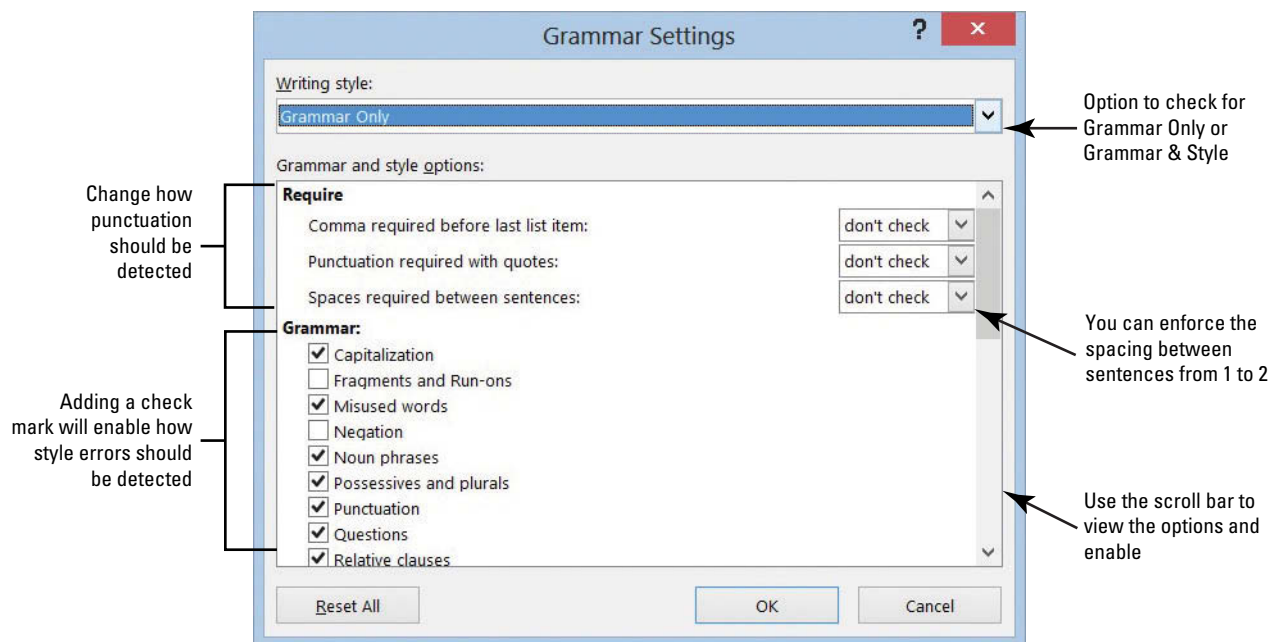 Grammar Settings
?
Writing style:
Grammar Only
Option to check for
Grammar Only or
Grammar & Style
Grammar and style options:
Change how
punctuation
should be
detected
Require
Comma required before last list item:
don't check
Punctuation required with quotes:
don't check
Spaces required between sentences:
don't check
You can enforce the
spacing between
sentences from 1 to 2
Grammar:
Capitalization
Fragments and Run-ons
Misused words
Negation
Noun phrases
Possessives and plurals
Punctuation
Questions
Relative clauses
Adding a check
mark will enable how
style errors should
be detected
Use the scroll bar to
view the options and
enable
Reset All
OK
Cancel